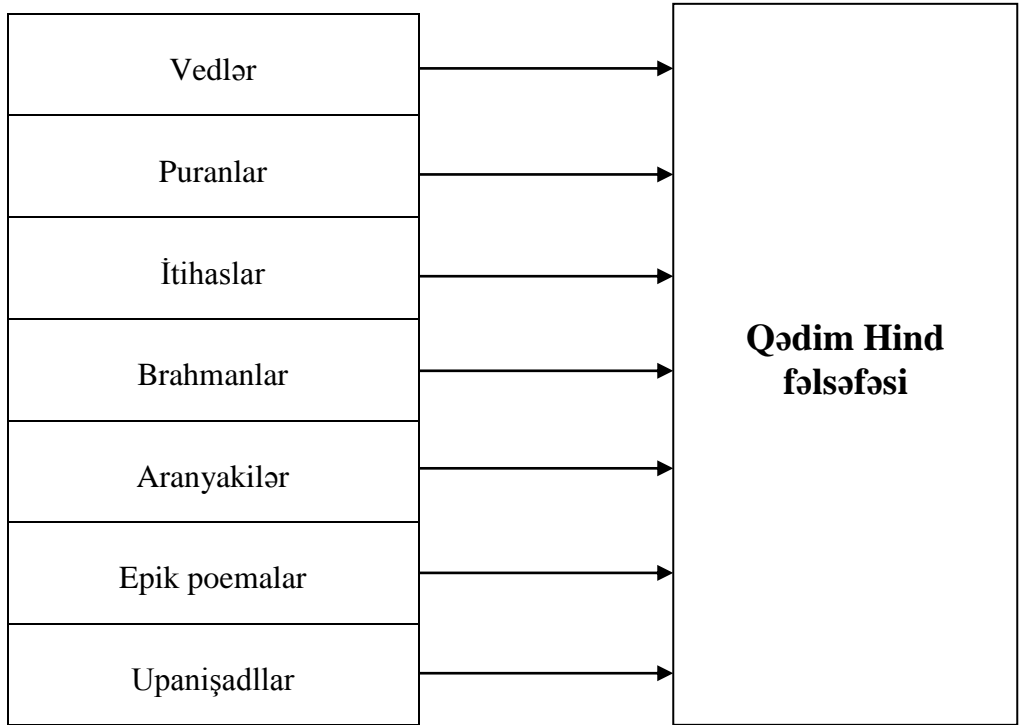 Vedlər
Puranlar
İtihaslar
Brahmanlar
Aranyakilər
Epik poemalar
Upanişadllar
Qədim Hind
fəlsəfəsi